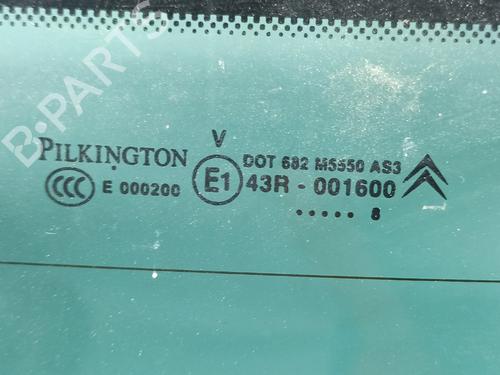 B-PARTS
V
PILKINGTON DOT 682 M5550 AS3
CCC E 000200 E1 43R - 001600
..... 8